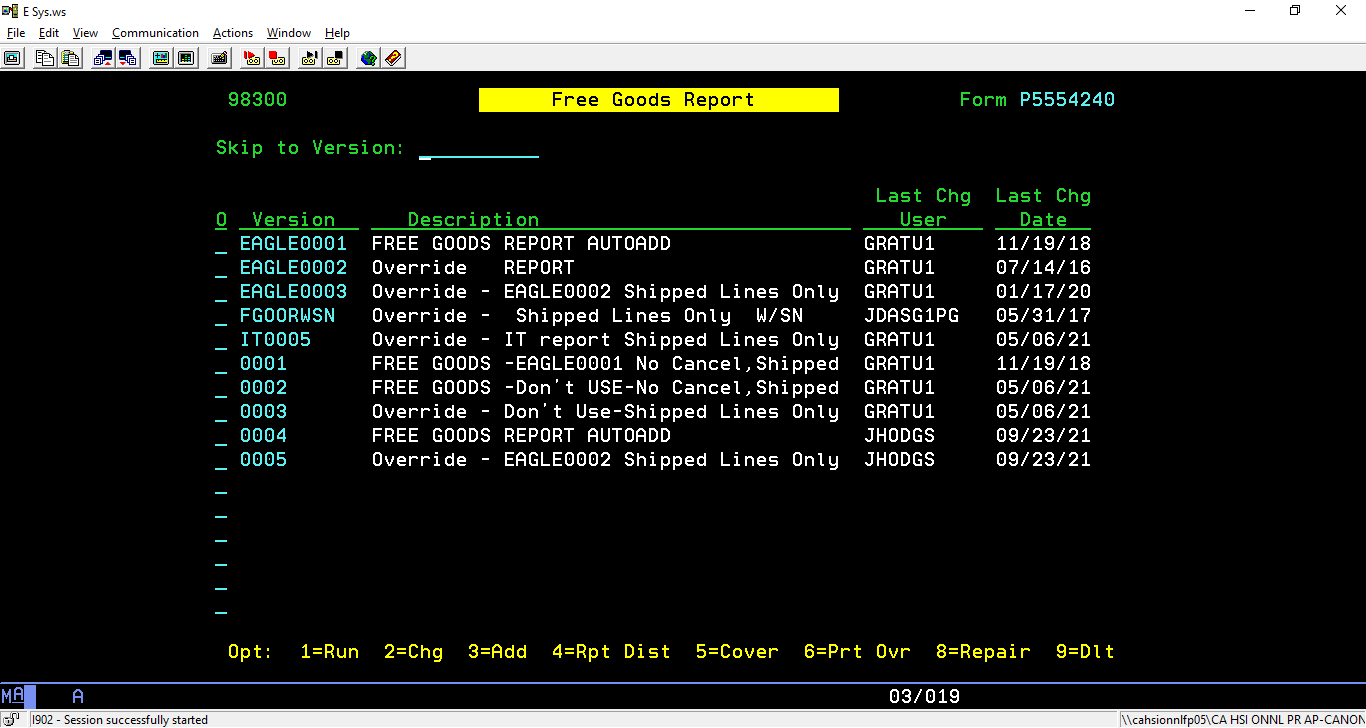 E Sys.ws
File Edit View Communication Actions Window Help
98300 Free Goods Report Form P5554240
Skip to Version:
Last Chg Last Chg
O Version Description User Date
EAGLE0001 FREE GOODS REPORT AUTOADD GRATU1 11/19/18
EAGLE0002 Override REPORT GRATU1 07/14/16
EAGLE0003 Override - EAGLE0002 Shipped Lines Only GRATU1 01/17/20
FGOORWSN Override - Shipped Lines Only W/SN JDASG1PG 05/31/17
IT0005 Override - IT report Shipped Lines Only GRATU1 05/06/21
0001 FREE GOODS -EAGLE0001 No Cancel,Shipped GRATU1 11/19/18
0002 FREE GOODS -Don't USE-No Cancel,Shipped GRATU1 05/06/21
0003 Override - Don't Use-Shipped Lines Only GRATU1 05/06/21
0004 FREE GOODS REPORT AUTOADD JHODGS 09/23/21
0005 Override - EAGLE0002 Shipped Lines Only JHODGS 09/23/21
Opt: 1=Run 2=Chg 3=Add 4=Rpt Dist 5=Cover 6=Prt Ovr 8=Repair 9=Dlt
MA A 03/019
I902 - Session successfully started \\cahsionnlfp05\CA HSI ONNL PR AP-CANON